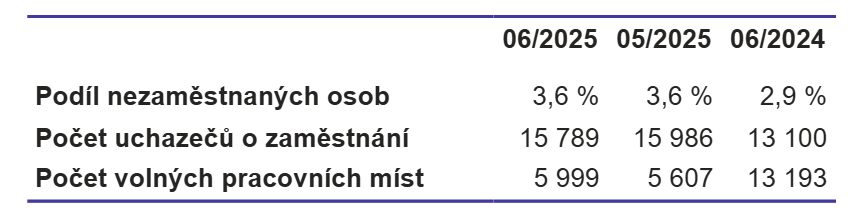 06/2025 05/2025 06/2024
Podíl nezaměstnaných osob 3,6 % 3,6 % 2,9 %
Počet uchazečů o zaměstnání 15 789 15 986 13 100
Počet volných pracovních míst 5 999 5 607 13 193